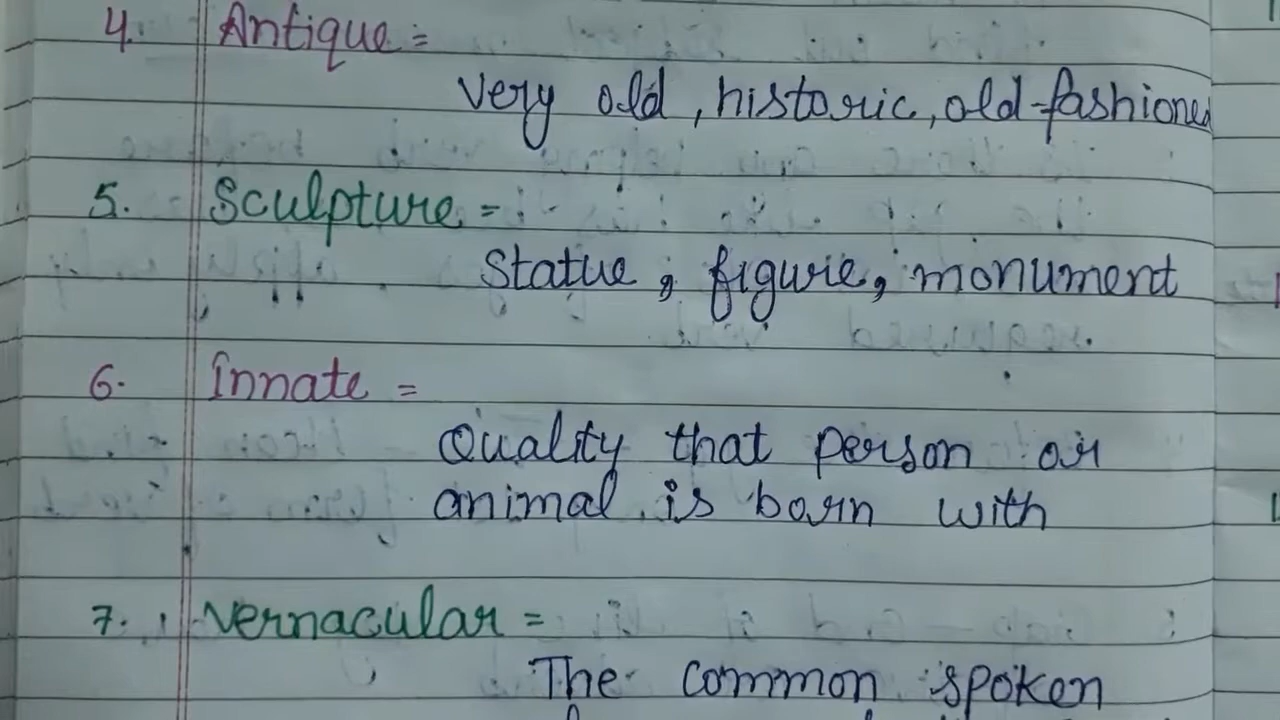 4. Antique =
very old, historic, old-fashioned
5. Sculpture =
Statue, figure, monument
6. Innate =
Quality that person or
animal is born with
7. Vernacular =
The common spoken